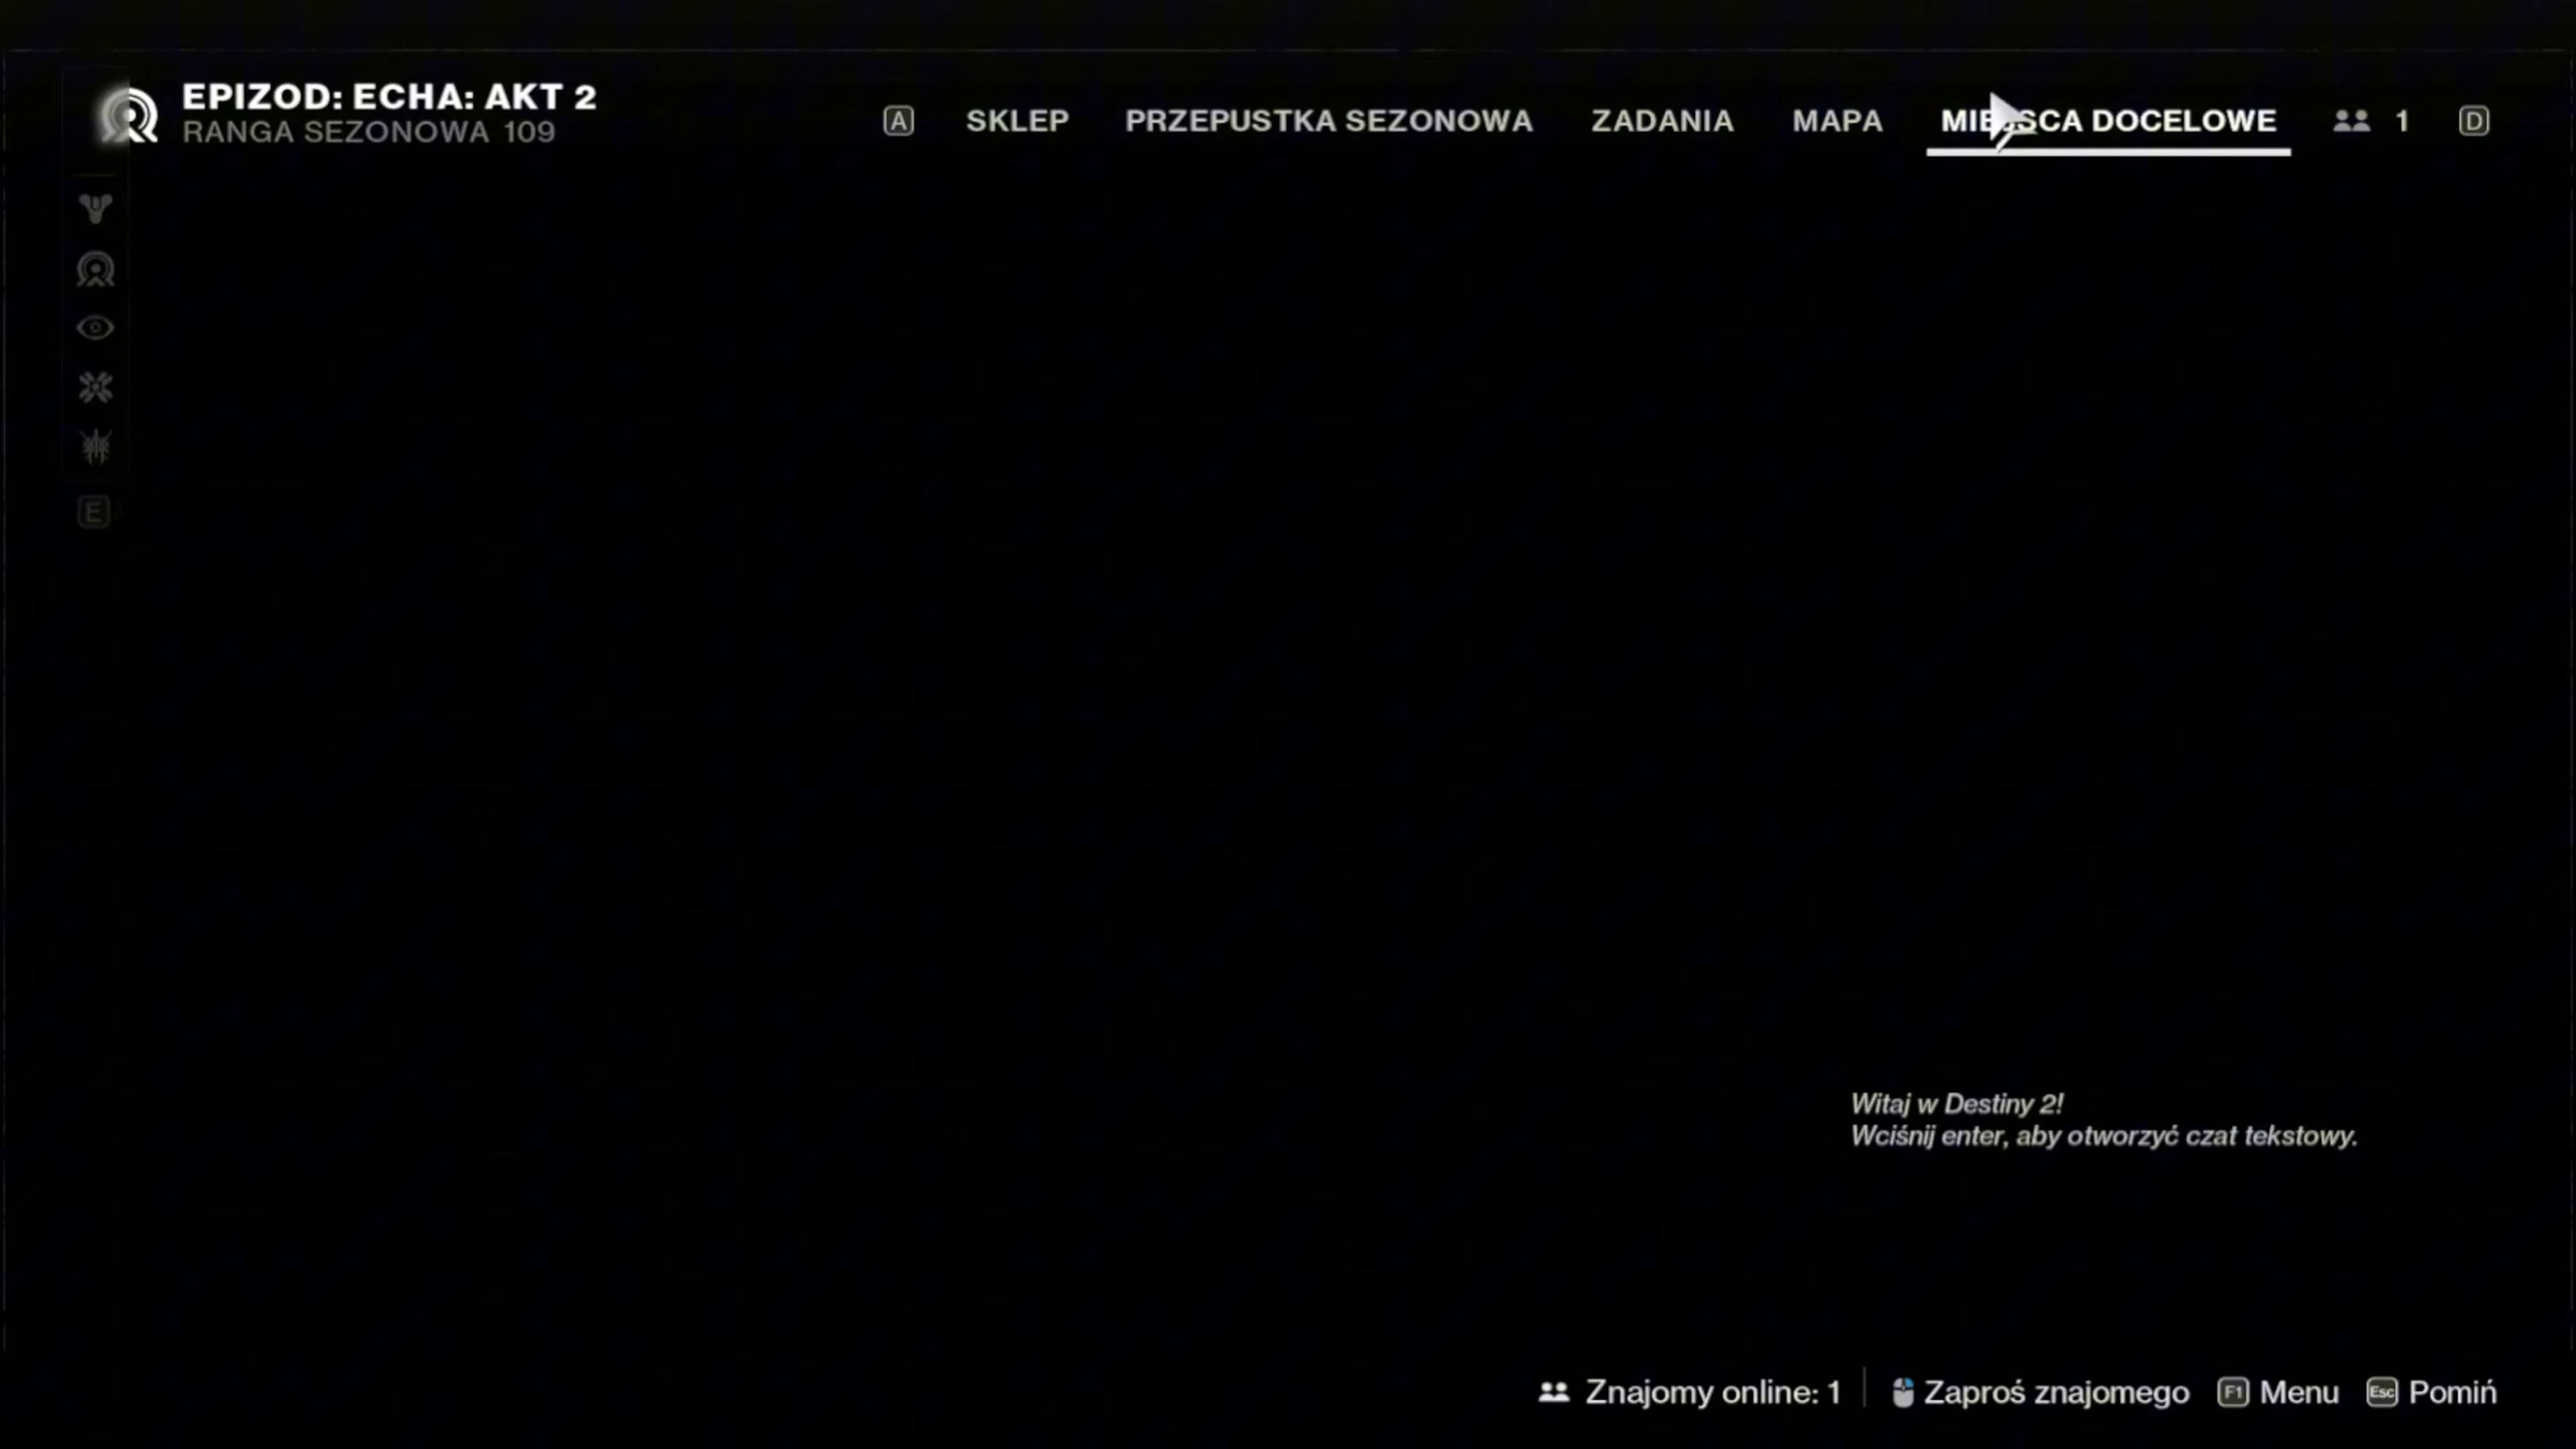 EPIZOD: ECHA: AKT 2
RANGA SEZONOWA 109
A SKLEP PRZEPUSTKA SEZONOWA ZADANIA MAPA MIEJSCA DOCELOWE 1 D
E
Witaj w Destiny 2!
Wciśnij enter, aby otworzyć czat tekstowy.
Znajomy online: 1 Zaproś znajomego F1 Menu Esc Pomiń